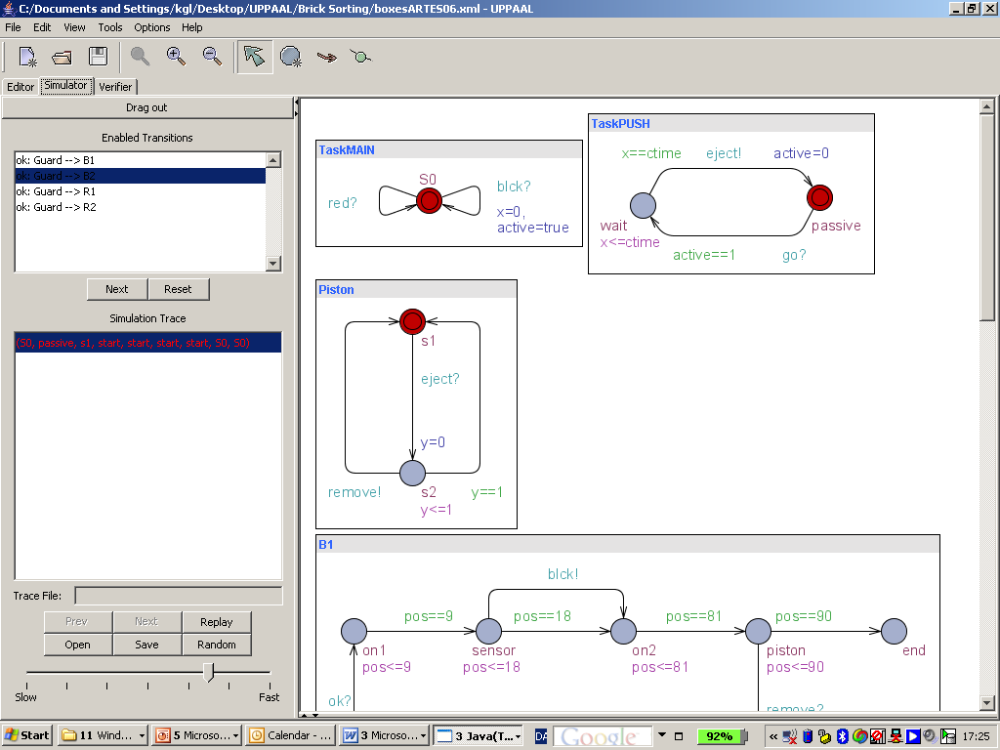 C:/Documents and Settings/kgl/Desktop/UPPAAL/Brick Sorting/boxesARTES06.xml - UPPAAL
File Edit View Tools Options Help
Editor Simulator Verifier
Drag out
Enabled Transitions
ok: Guard --> B1
ok: Guard --> B2
ok: Guard --> R1
ok: Guard --> R2
Next Reset
Simulation Trace
(S0, passive, s1, start, start, start, start, S0, S0)
Trace File:
Prev Next Replay
Open Save Random
Slow Fast
TaskMAIN
S0
red?
blck?
x=0,
active=true
TaskPUSH
x==ctime eject! active=0
wait
x<=ctime
passive
active==1 go?
Piston
s1
eject?
y=0
remove! s2 y==1
y<=1
B1
blck!
pos==9 pos==18 pos==81 pos==90
on1 sensor on2 piston end
pos<=9 pos<=18 pos<=81 pos<=90
ok? remove?
Start 11 Wind... 5 Microso... Calendar - ... 3 Microso... 3 Java(T... DA Google 92% « 17:25